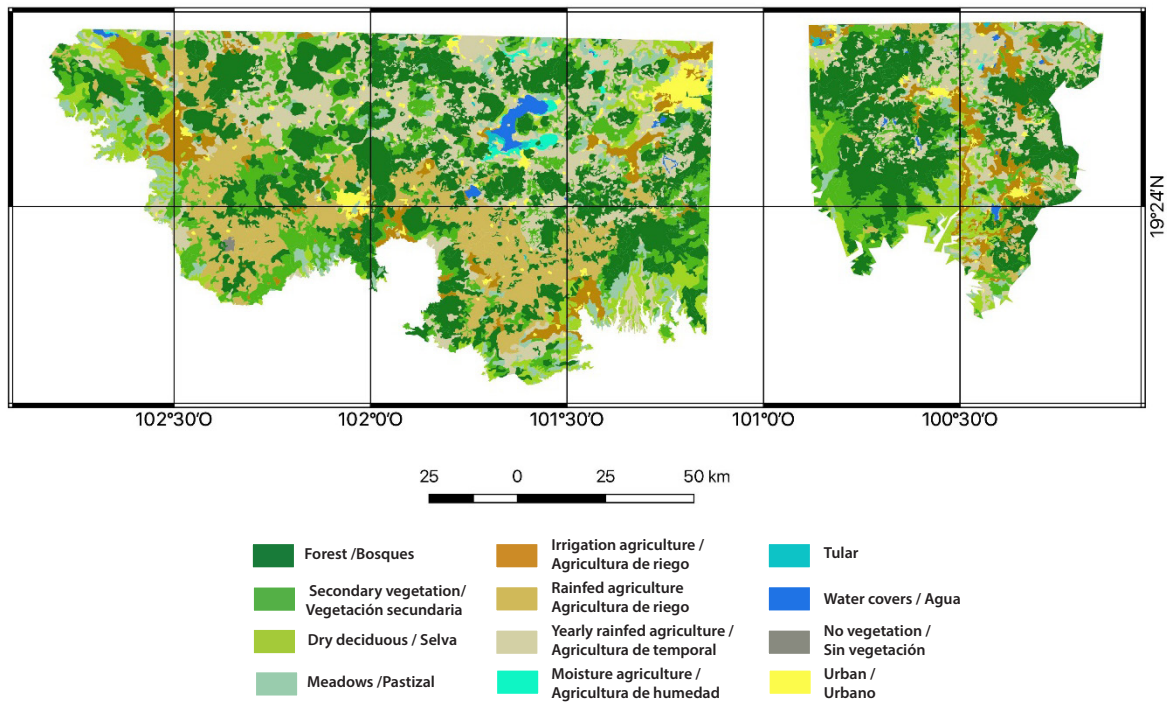 19°24'N
102°30'O
102°0'O
101°30'O
101°0'O
100°30'O
25
0
25
50 km
Forest /Bosques
Secondary vegetation/
Vegetación secundaria
Dry deciduous / Selva
Meadows /Pastizal
Irrigation agriculture /
Agricultura de riego
Rainfed agriculture
Agricultura de riego
Yearly rainfed agriculture /
Agricultura de temporal
Moisture agriculture /
Agricultura de humedad
Tular
Water covers / Agua
No vegetation /
Sin vegetación
Urban /
Urbano